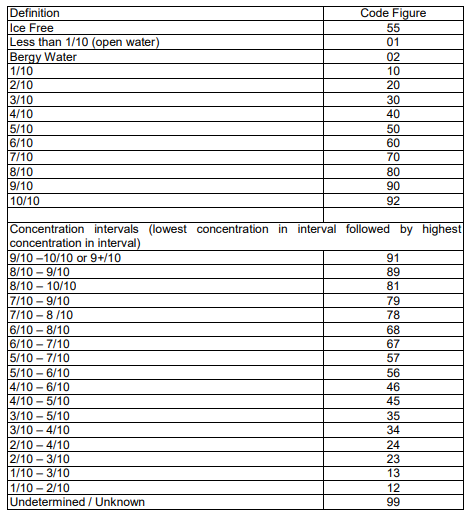 Definition Code Figure
Ice Free 55
Less than 1/10 (open water) 01
Bergy Water 02
1/10 10
2/10 20
3/10 30
4/10 40
5/10 50
6/10 60
7/10 70
8/10 80
9/10 90
10/10 92
Concentration intervals (lowest concentration in interval followed by highest
concentration in interval)
9/10 –10/10 or 9+/10 91
8/10 – 9/10 89
8/10 – 10/10 81
7/10 – 9/10 79
7/10 – 8 /10 78
6/10 – 8/10 68
6/10 – 7/10 67
5/10 – 7/10 57
5/10 – 6/10 56
4/10 – 6/10 46
4/10 – 5/10 45
3/10 – 5/10 35
3/10 – 4/10 34
2/10 – 4/10 24
2/10 – 3/10 23
1/10 – 3/10 13
1/10 – 2/10 12
Undetermined / Unknown 99